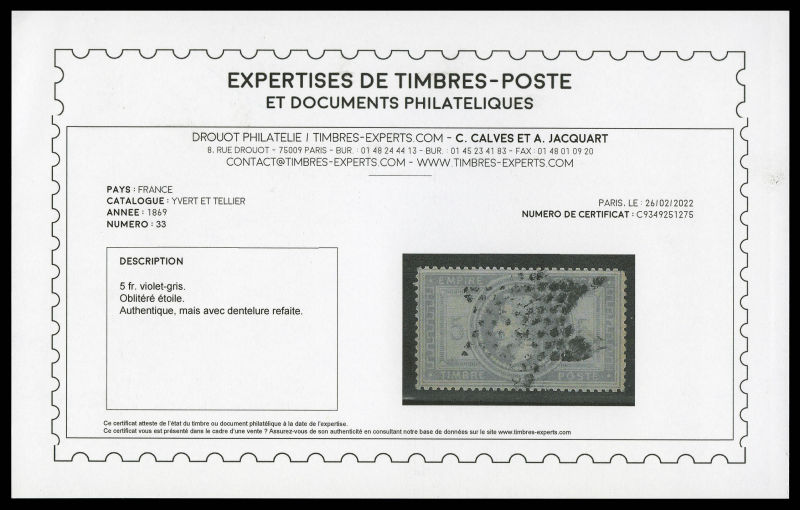 EXPERTISES DE TIMBRES-POSTE
ET DOCUMENTS PHILATELIQUES
DROUOT PHILATELIE / TIMBRES-EXPERTS.COM - C. CALVES ET A. JACQUART
8, RUE DROUOT - 75009 PARIS - BUR. : 01 48 24 44 13 - BUR. : 01 45 23 41 83 - FAX : 01 48 01 09 20
CONTACT@TIMBRES-EXPERTS.COM - WWW.TIMBRES-EXPERTS.COM
PAYS : FRANCE
CATALOGUE : YVERT ET TELLIER
ANNEE : 1869
NUMERO : 33
PARIS, LE : 26/02/2022
NUMERO DE CERTIFICAT : C9349251275
DESCRIPTION
5 fr. violet-gris.
Oblitéré étoile.
Authentique, mais avec dentelure refaite.
EMPIRE
5 F
TIMBRE POSTE
Ce certificat atteste de l'état du timbre ou document philatélique à la date de l'expertise.
Ce certificat vous est présenté dans le cadre d'une vente ? Assurez-vous de son authenticité en consultant notre base de données sur le site www.timbres-experts.com